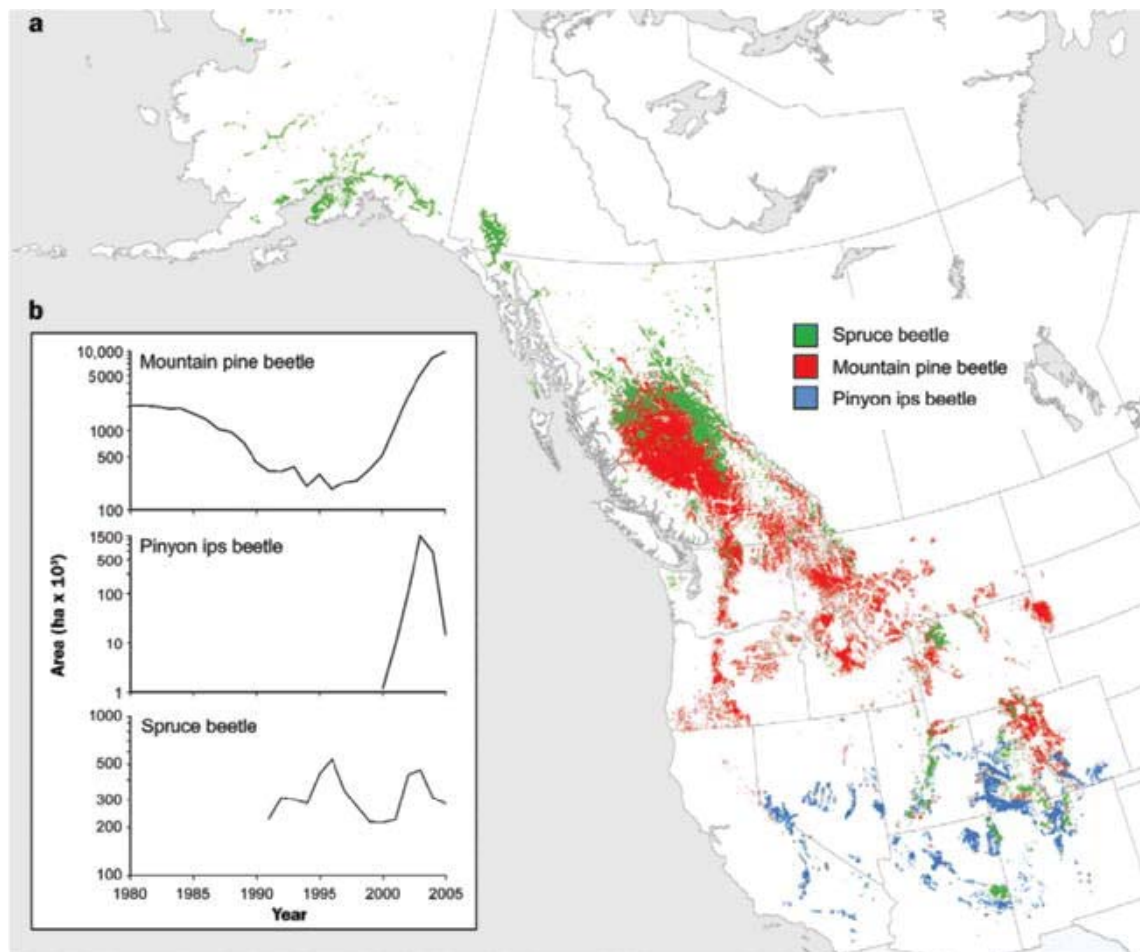 a
Spruce beetle
Mountain pine beetle
Pinyon ips beetle
b
Mountain pine beetle
10,000
5000
1000
500
100
Pinyon ips beetle
1500
500
100
10
1
Spruce beetle
1000
500
300
200
100
Area (ha x 10³)
1980 1985 1990 1995 2000 2005
Year